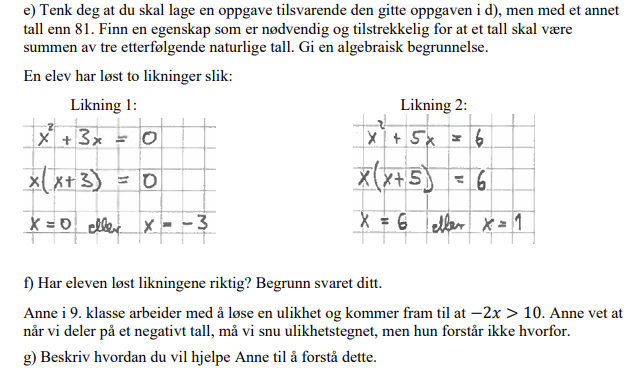 e) Tenk deg at du skal lage en oppgave tilsvarende den gitte oppgaven i d), men med et annet
tall enn 81. Finn en egenskap som er nødvendig og tilstrekkelig for at et tall skal være
summen av tre etterfølgende naturlige tall. Gi en algebraisk begrunnelse.
En elev har løst to likninger slik:
Likning 1:
x² + 3x = 0
x(x+3) = 0
x = 0 eller x = -3
Likning 2:
x² + 5x = 6
x(x+5) = 6
x = 6 eller x = 1
f) Har eleven løst likningene riktig? Begrunn svaret ditt.
Anne i 9. klasse arbeider med å løse en ulikhet og kommer fram til at −2x > 10. Anne vet at
når vi deler på et negativt tall, må vi snu ulikhetstegnet, men hun forstår ikke hvorfor.
g) Beskriv hvordan du vil hjelpe Anne til å forstå dette.